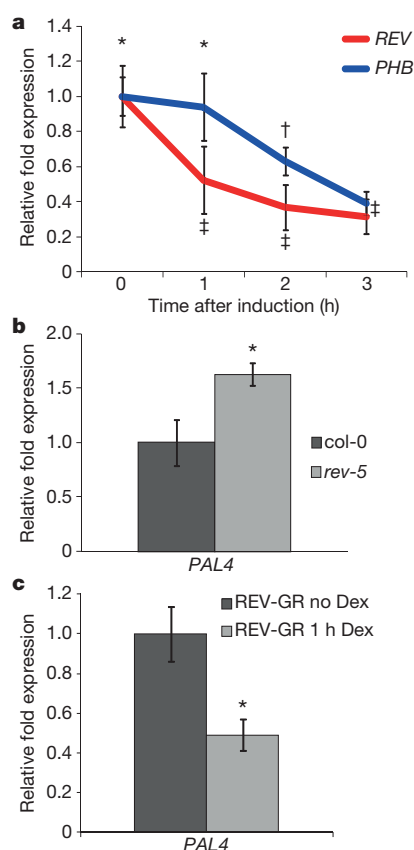 a
1.4
1.2
1.0
0.8
0.6
0.4
0.2
0
Relative fold expression
*
*
†
‡
‡
‡
REV
PHB
0 1 2 3
Time after induction (h)
b
2.0
1.5
1.0
0.5
0
Relative fold expression
*
col-0
rev-5
PAL4
c
1.2
1.0
0.8
0.6
0.4
0.2
0
Relative fold expression
*
REV-GR no Dex
REV-GR 1 h Dex
PAL4